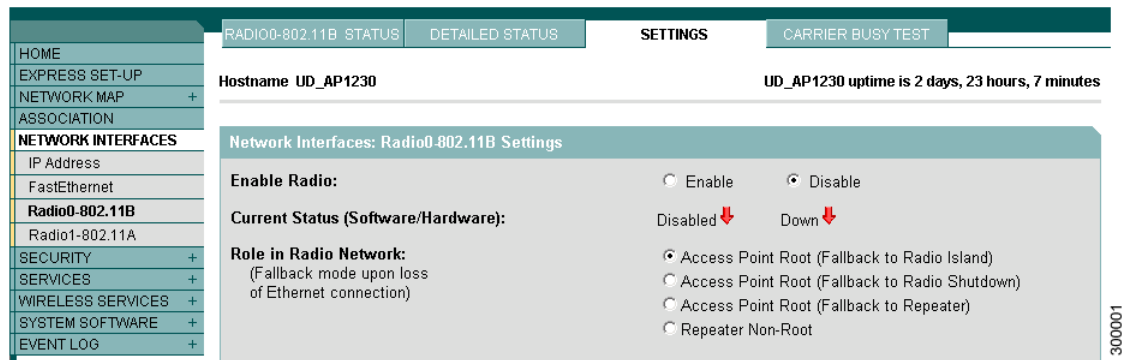 RADIO0-802.11B STATUS
DETAILED STATUS
SETTINGS
CARRIER BUSY TEST
HOME
EXPRESS SET-UP
NETWORK MAP +
ASSOCIATION
NETWORK INTERFACES
IP Address
FastEthernet
Radio0-802.11B
Radio1-802.11A
SECURITY +
SERVICES +
WIRELESS SERVICES +
SYSTEM SOFTWARE +
EVENT LOG +
Hostname UD_AP1230
UD_AP1230 uptime is 2 days, 23 hours, 7 minutes
Network Interfaces: Radio0-802.11B Settings
Enable Radio:
Enable
Disable
Current Status (Software/Hardware):
Disabled
Down
Role in Radio Network:
(Fallback mode upon loss
of Ethernet connection)
Access Point Root (Fallback to Radio Island)
Access Point Root (Fallback to Radio Shutdown)
Access Point Root (Fallback to Repeater)
Repeater Non-Root
300001